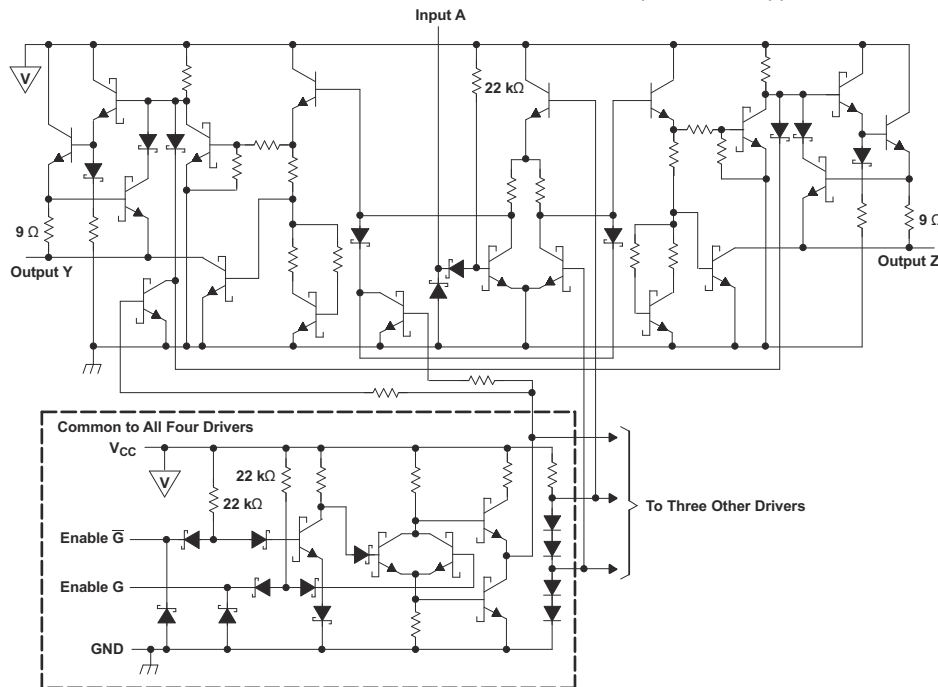 Input A
V
22 kΩ
9 Ω
9 Ω
Output Y
Output Z
Common to All Four Drivers
VCC
V
22 kΩ
22 kΩ
To Three Other Drivers
Enable G̅
Enable G
GND